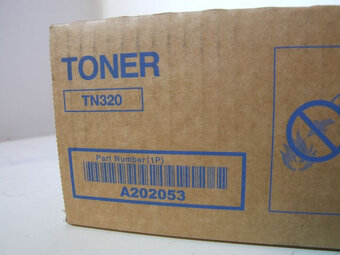 TONER
TN320
Part Number(1P)
A202053